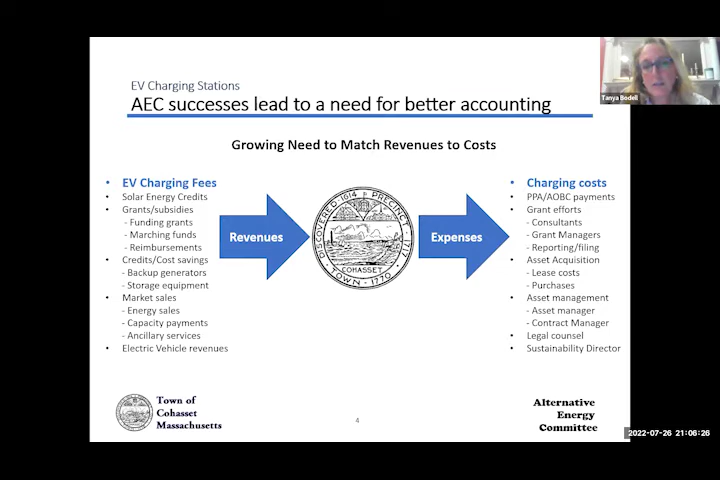 EV Charging Stations
AEC successes lead to a need for better accounting
Growing Need to Match Revenues to Costs
• EV Charging Fees
• Solar Energy Credits
• Grants/subsidies
- Funding grants
- Marching funds
- Reimbursements
• Credits/Cost savings
- Backup generators
- Storage equipment
• Market sales
- Energy sales
- Capacity payments
- Ancillary services
• Electric Vehicle revenues
Revenues
DISCOVERED 1614 PRECINCT 1717
COHASSET
TOWN 1770
Expenses
• Charging costs
• PPA/AOBC payments
• Grant efforts
- Consultants
- Grant Managers
- Reporting/filing
• Asset Acquisition
- Lease costs
- Purchases
• Asset management
- Asset manager
- Contract Manager
• Legal counsel
• Sustainability Director
Town of
Cohasset
Massachusetts
4
Alternative
Energy
Committee
Tanya Bodell
2022-07-26 21:06:26